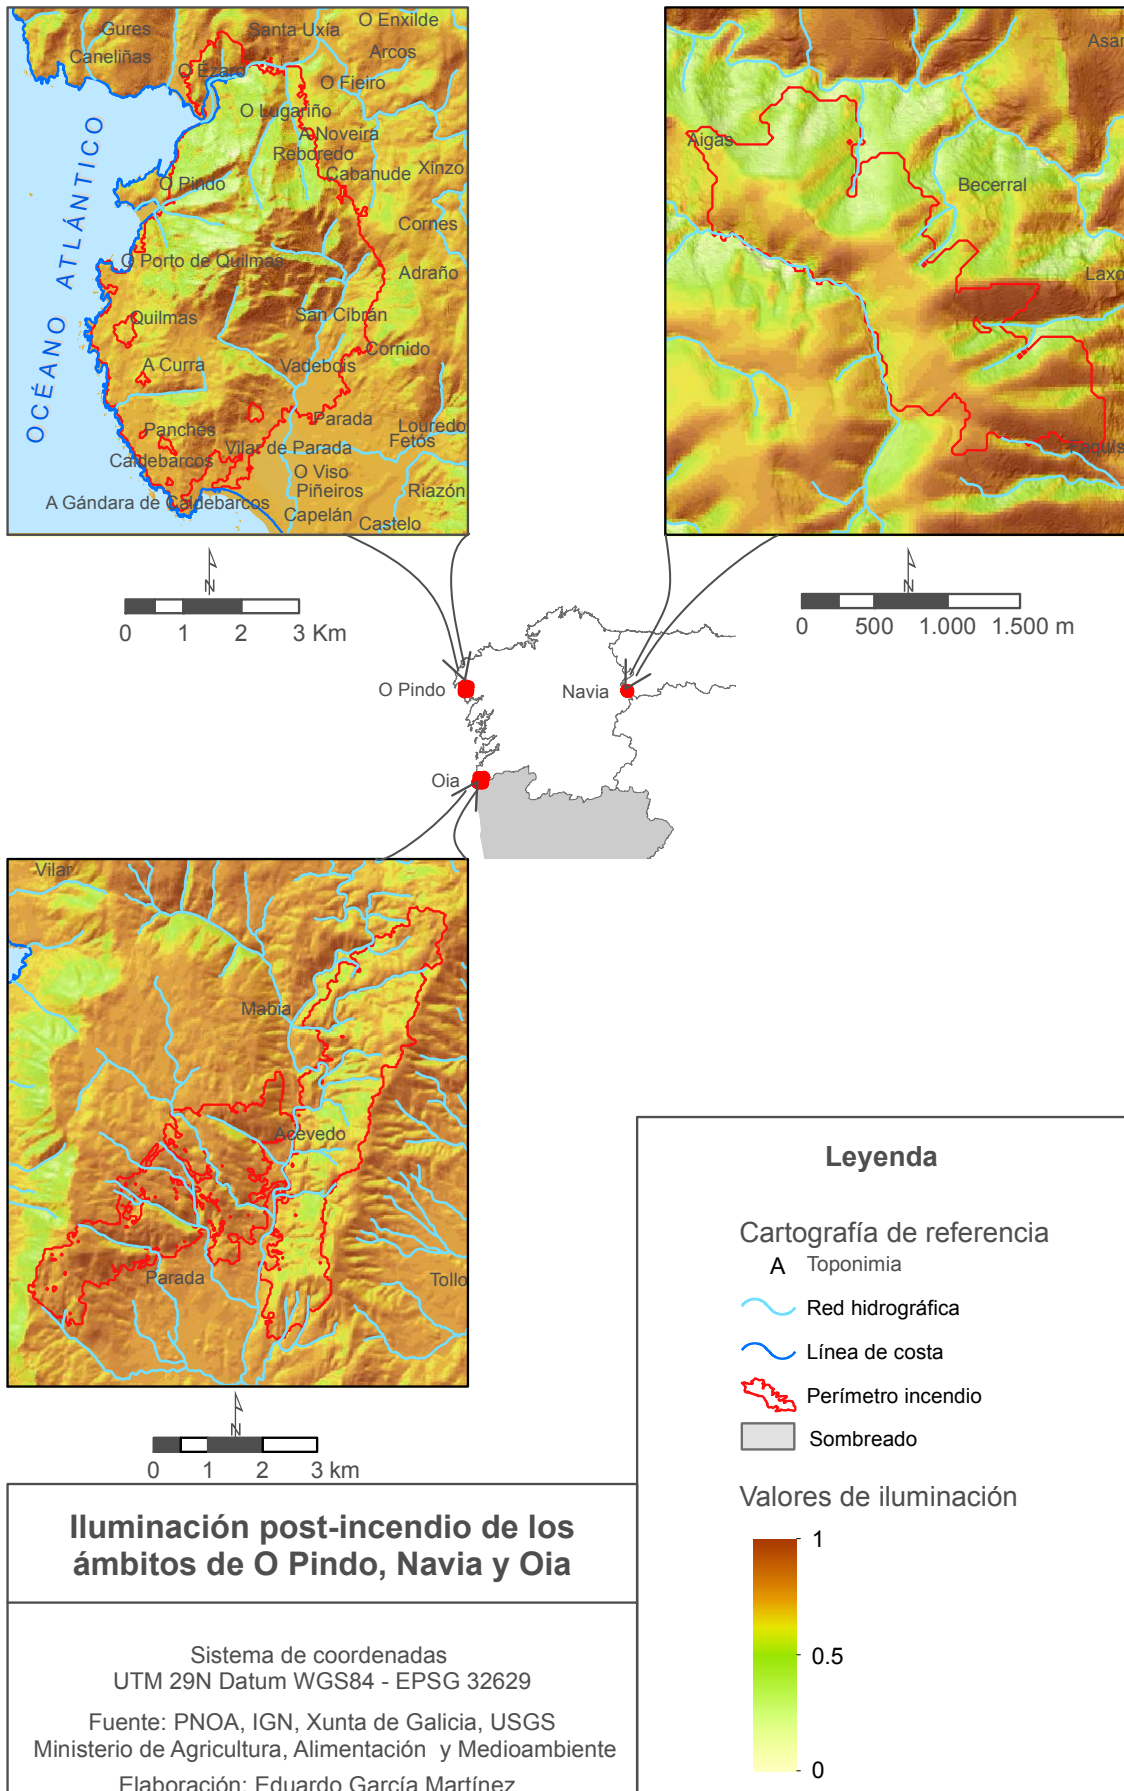 Gures
Santa Uxía
O Enxilde
Caneliñas
Arcos
O Ézaro
O Fieiro
O Lugariño
A Noveira
Reboredo
Xinzo
Cabanude
O Pindo
Cornes
O Porto de Quilmas
Adraño
Quilmas
San Cibrán
Cornido
A Curra
Vadebois
Parada
Louredo
Panchés
Fetós
Vilar de Parada
Caldebarcos
O Viso
Piñeiros
Riazón
A Gándara de Caldebarcos
Capelán
Castelo
OCÉANO ATLÁNTICO
N
0 1 2 3 Km
Aigas
Becerral
Laxo
N
0 500 1.000 1.500 m
O Pindo
Navia
Oia
Vilar
Mabia
Acevedo
Parada
Tollo
N
0 1 2 3 km
Iluminación post-incendio de los
ámbitos de O Pindo, Navia y Oia
Sistema de coordenadas
UTM 29N Datum WGS84 - EPSG 32629
Fuente: PNOA, IGN, Xunta de Galicia, USGS
Ministerio de Agricultura, Alimentación y Medioambiente
Elaboración: Eduardo García Martínez
Leyenda
Cartografía de referencia
A Toponimia
Red hidrográfica
Línea de costa
Perímetro incendio
Sombreado
Valores de iluminación
1
0.5
0